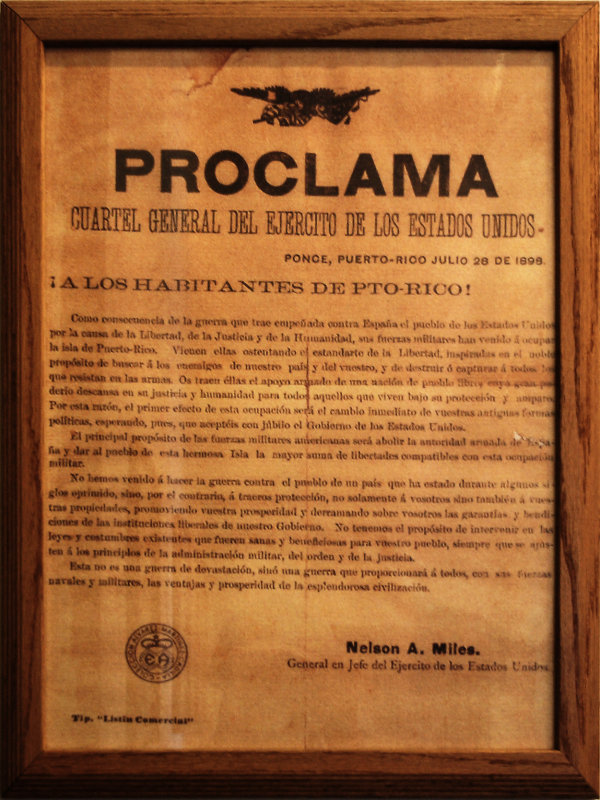 PROCLAMA
CUARTEL GENERAL DEL EJERCITO DE LOS ESTADOS UNIDOS-
PONCE, PUERTO-RICO JULIO 28 DE 1898.
¡A LOS HABITANTES DE PTO-RICO!
Como consecuencia de la guerra que trae empeñada contra España el pueblo de los Estados Unidos
por la causa de la Libertad, de la Justicia y de la Humanidad, sus fuerzas militares han venido á ocupar
la isla de Puerto-Rico. Vienen ellas ostentando el estandarte de la Libertad, inspiradas en el noble
propósito de buscar á los enemigos de nuestro país y del vuestro, y de destruir ó capturar á todos los
que resistan en las armas. Os traen éllas el apoyo armado de una nación de pueblo libre, cuyo gran po-
derío descansa en su justicia y humanidad para todos aquellos que viven bajo su protección y amparo.
Por esta razón, el primer efecto de esta ocupación será el cambio inmediato de vuestras antiguas formas
políticas, esperando, pues, que aceptéis con júbilo el Gobierno de los Estados Unidos.
El principal propósito de las fuerzas militares americanas será abolir la autoridad armada de Espa-
ña y dar al pueblo de esta hermosa Isla la mayor suma de libertades compatibles con esta ocupación
militar.
No hemos venido á hacer la guerra contra el pueblo de un país que ha estado durante algunos si-
glos oprimido, sino, por el contrario, á traeros protección, no solamente á vosotros sino también á vues-
tras propiedades, promoviendo vuestra prosperidad y derramando sobre vosotros las garantías y bendi-
ciones de las instituciones liberales de nuestro Gobierno. No tenemos el propósito de intervenir en las
leyes y costumbres existentes que fueren sanas y beneficiosas para vuestro pueblo, siempre que se ajus-
ten á los principios de la administración militar, del orden y de la justicia.
Esta no es una guerra de devastación, sinó una guerra que proporcionará á todos, con sus fuerzas
navales y militares, las ventajas y prosperidad de la esplendorosa civilización.
Nelson A. Miles.
General en Jefe del Ejercito de los Estados Unidos
Tip. "Listín Comercial"